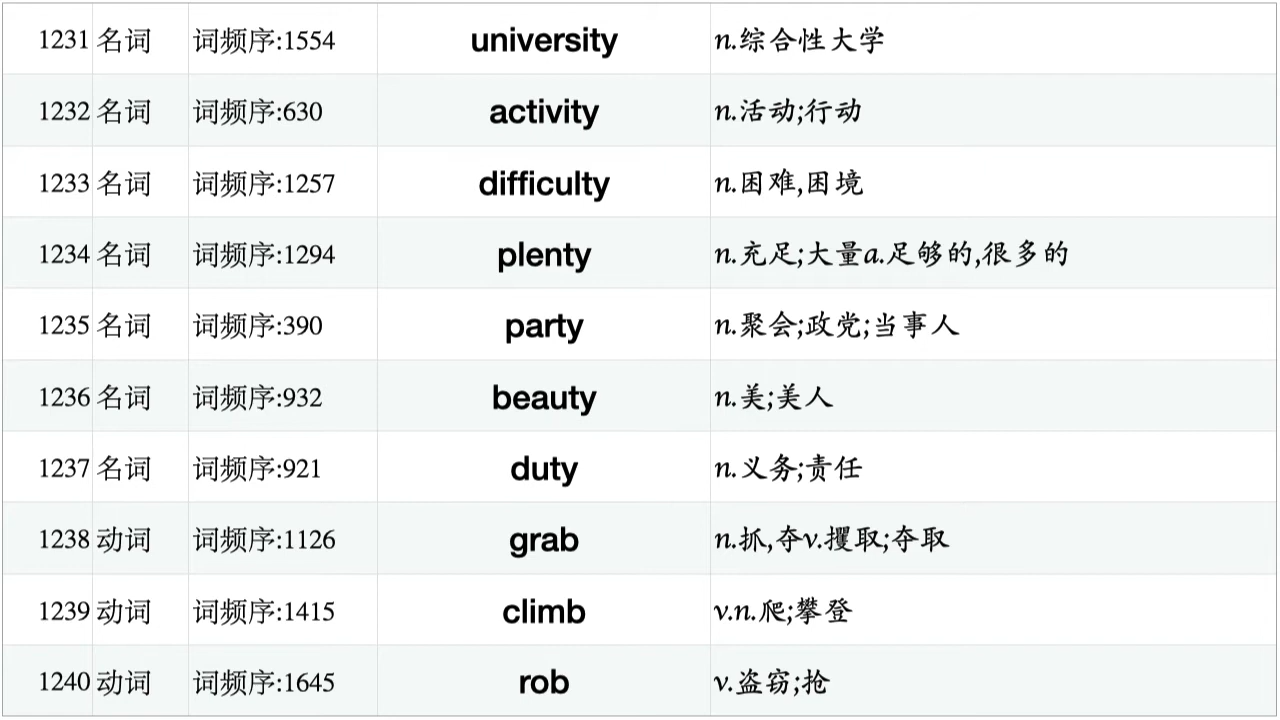 1231 名词 词频序:1554 university n.综合性大学
1232 名词 词频序:630 activity n.活动;行动
1233 名词 词频序:1257 difficulty n.困难,困境
1234 名词 词频序:1294 plenty n.充足;大量a.足够的,很多的
1235 名词 词频序:390 party n.聚会;政党;当事人
1236 名词 词频序:932 beauty n.美;美人
1237 名词 词频序:921 duty n.义务;责任
1238 动词 词频序:1126 grab n.抓,夺v.攫取;夺取
1239 动词 词频序:1415 climb v.n.爬;攀登
1240 动词 词频序:1645 rob v.盗窃;抢